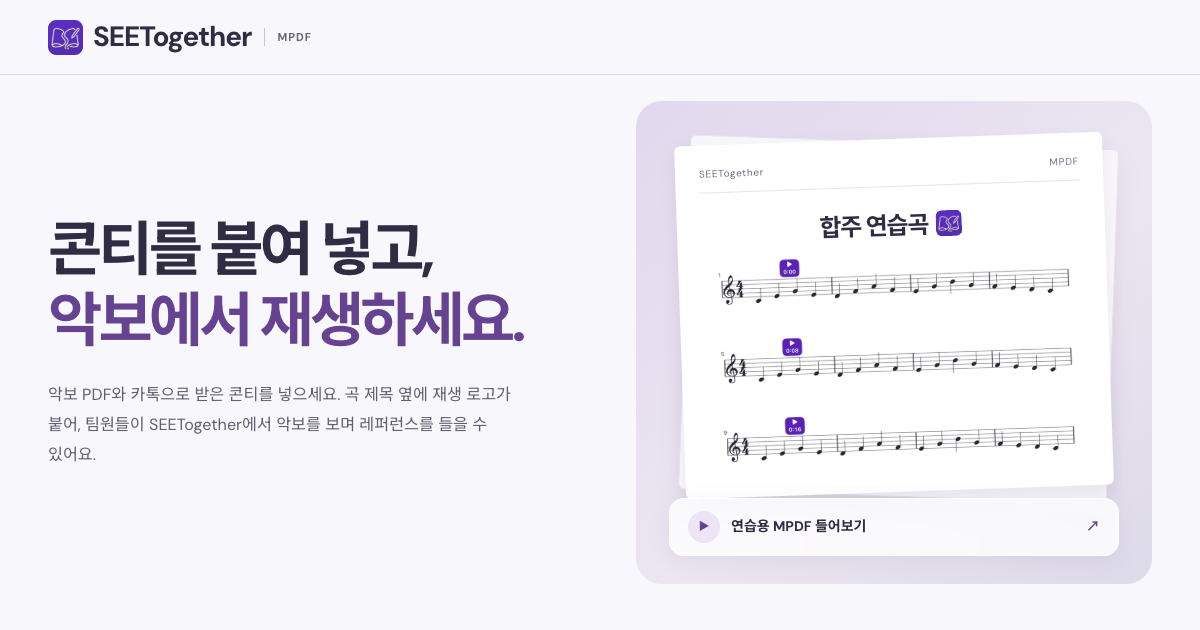 SEETogether
MPDF
콘티를 붙여 넣고,
악보에서 재생하세요.
악보 PDF와 카톡으로 받은 콘티를 넣으세요. 곡 제목 옆에 재생 로고가
붙어, 팀원들이 SEETogether에서 악보를 보며 레퍼런스를 들을 수
있어요.
SEETogether
MPDF
합주 연습곡
1
0:00
5
0:08
9
0:16
연습용 MPDF 들어보기